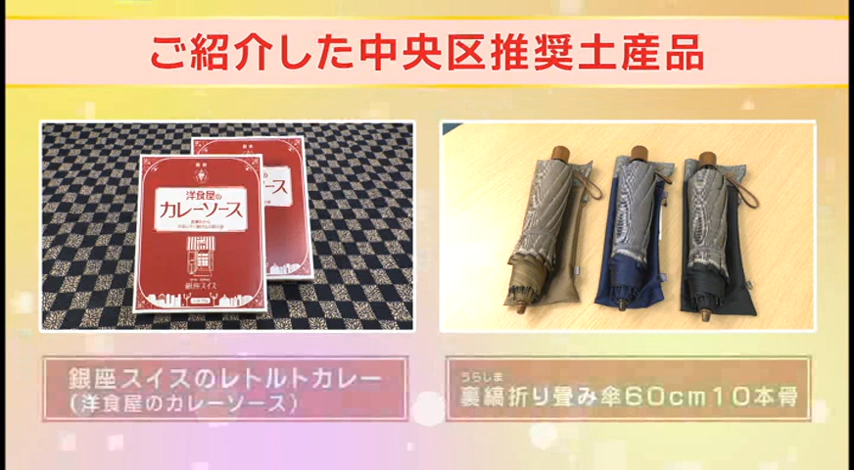 ご紹介した中央区推奨土産品
洋食屋の
カレーソース
銀座スイス
銀座スイスのレトルトカレー
(洋食屋のカレーソース)
うらしま
裏縞折り畳み傘60cm10本骨